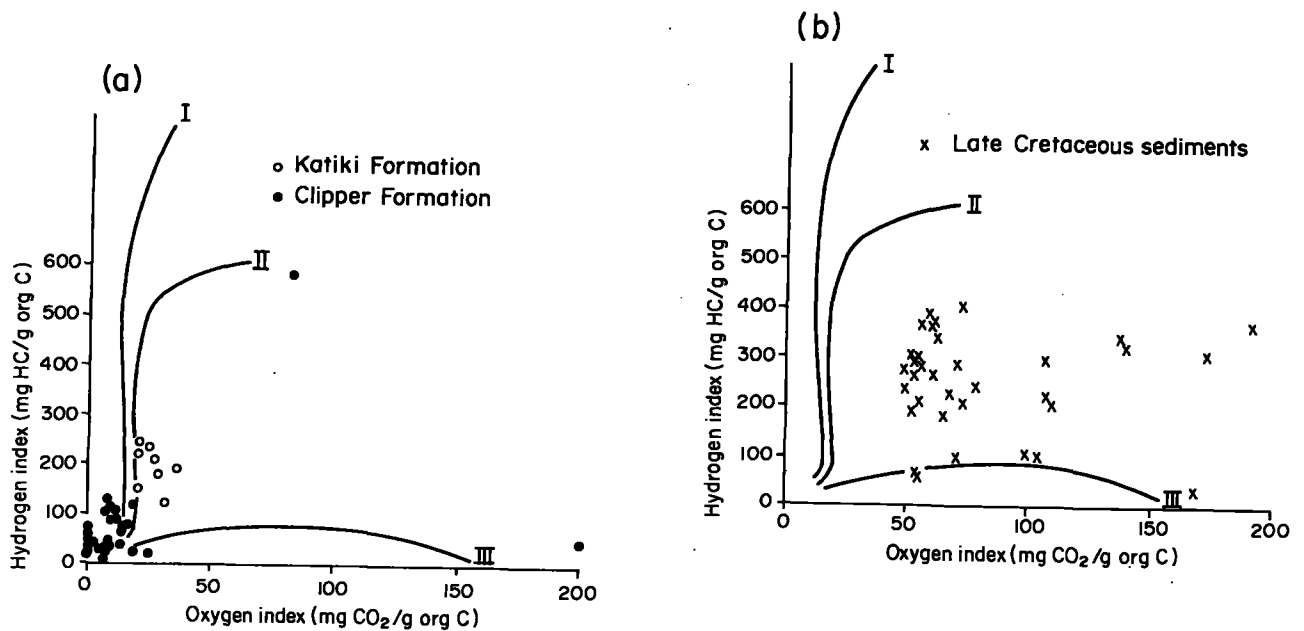 (a)
I
○ Katiki Formation
● Clipper Formation
II
III
600
500
400
300
200
100
0
Hydrogen index (mg HC/g org C)
0
50
100
150
200
Oxygen index (mg CO₂/g org C)
(b)
I
x Late Cretaceous sediments
II
III
600
400
300
200
100
0
Hydrogen index (mg HC/g org C)
0
50
100
150
200
Oxygen index (mg CO₂/g org C)